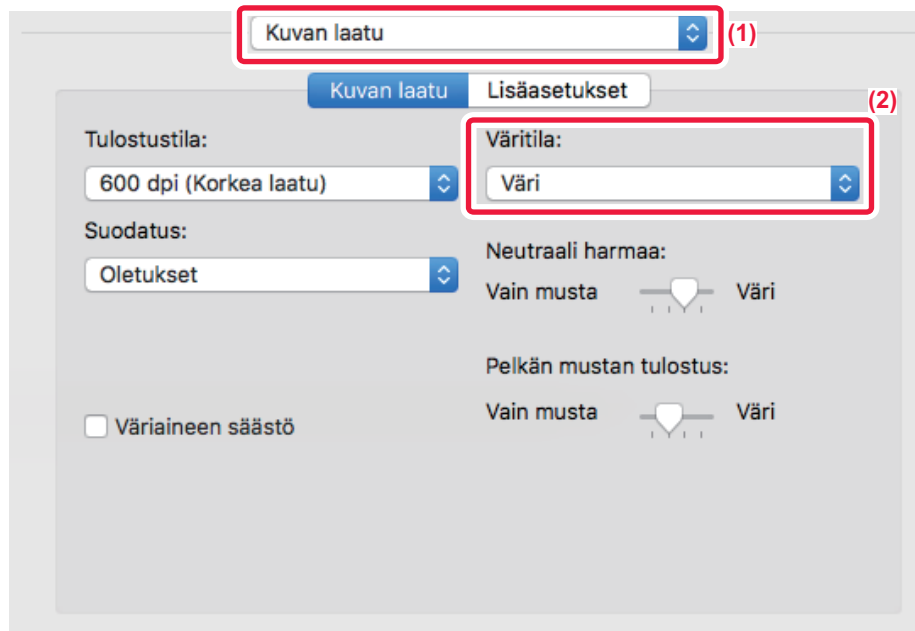 Kuvan laatu
(1)
Kuvan laatu
Lisäasetukset
(2)
Tulostustila:
600 dpi (Korkea laatu)
Suodatus:
Oletukset
Väriaineen säästö
Väritila:
Väri
Neutraali harmaa:
Vain musta Väri
Pelkän mustan tulostus:
Vain musta Väri